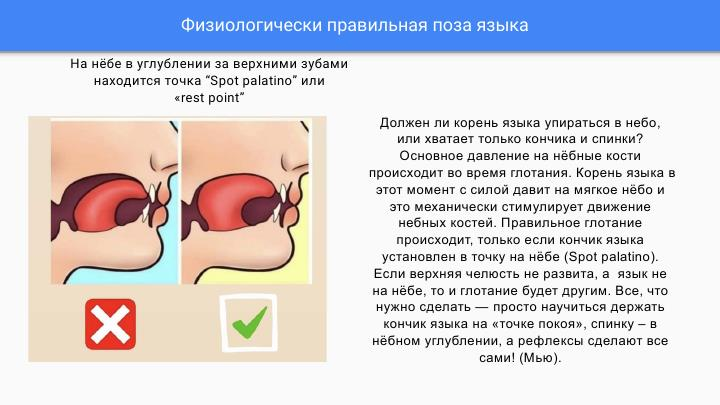 Физиологически правильная поза языка
На нёбе в углублении за верхними зубами
находится точка “Spot palatino” или
«rest point”
Должен ли корень языка упираться в небо,
или хватает только кончика и спинки?
Основное давление на нёбные кости
происходит во время глотания. Корень языка в
этот момент с силой давит на мягкое нёбо и
это механически стимулирует движение
небных костей. Правильное глотание
происходит, только если кончик языка
установлен в точку на нёбе (Spot palatino).
Если верхняя челюсть не развита, а  язык не
на нёбе, то и глотание будет другим. Все, что
нужно сделать — просто научиться держать
кончик языка на «точке покоя», спинку – в
нёбном углублении, а рефлексы сделают все
сами! (Мью).